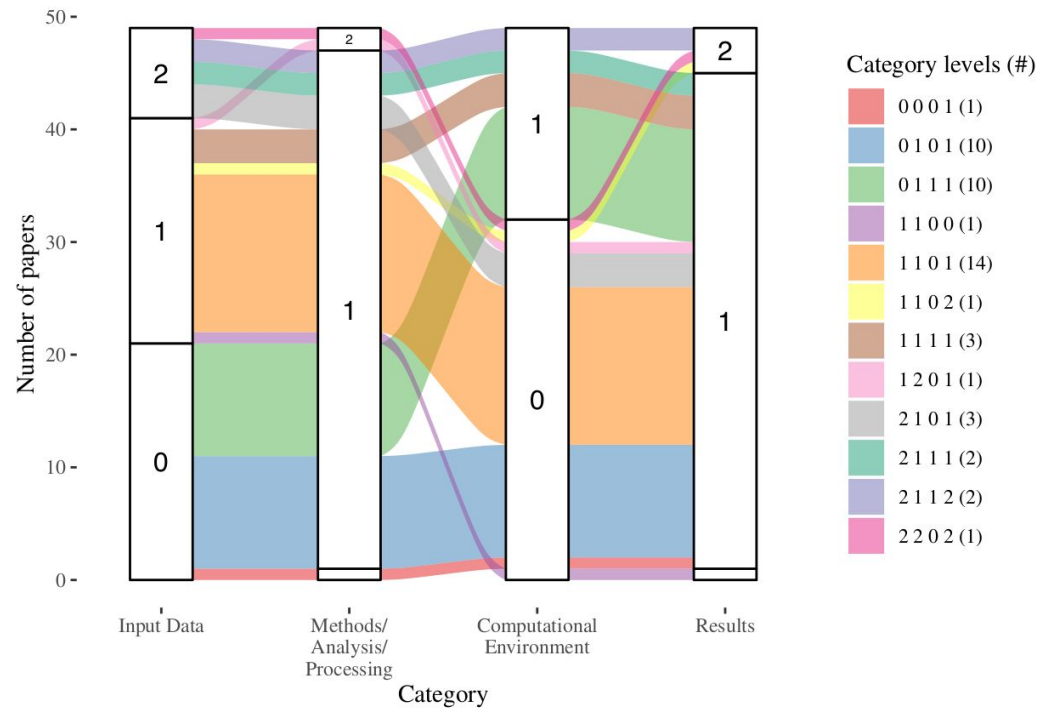 50
40
30
20
10
0
Number of papers
2
1
0
2
1
1
0
2
1
Input Data
Methods/
Analysis/
Processing
Computational
Environment
Results
Category
Category levels (#)
0 0 0 1 (1)
0 1 0 1 (10)
0 1 1 1 (10)
1 1 0 0 (1)
1 1 0 1 (14)
1 1 0 2 (1)
1 1 1 1 (3)
1 2 0 1 (1)
2 1 0 1 (3)
2 1 1 1 (2)
2 1 1 2 (2)
2 2 0 2 (1)